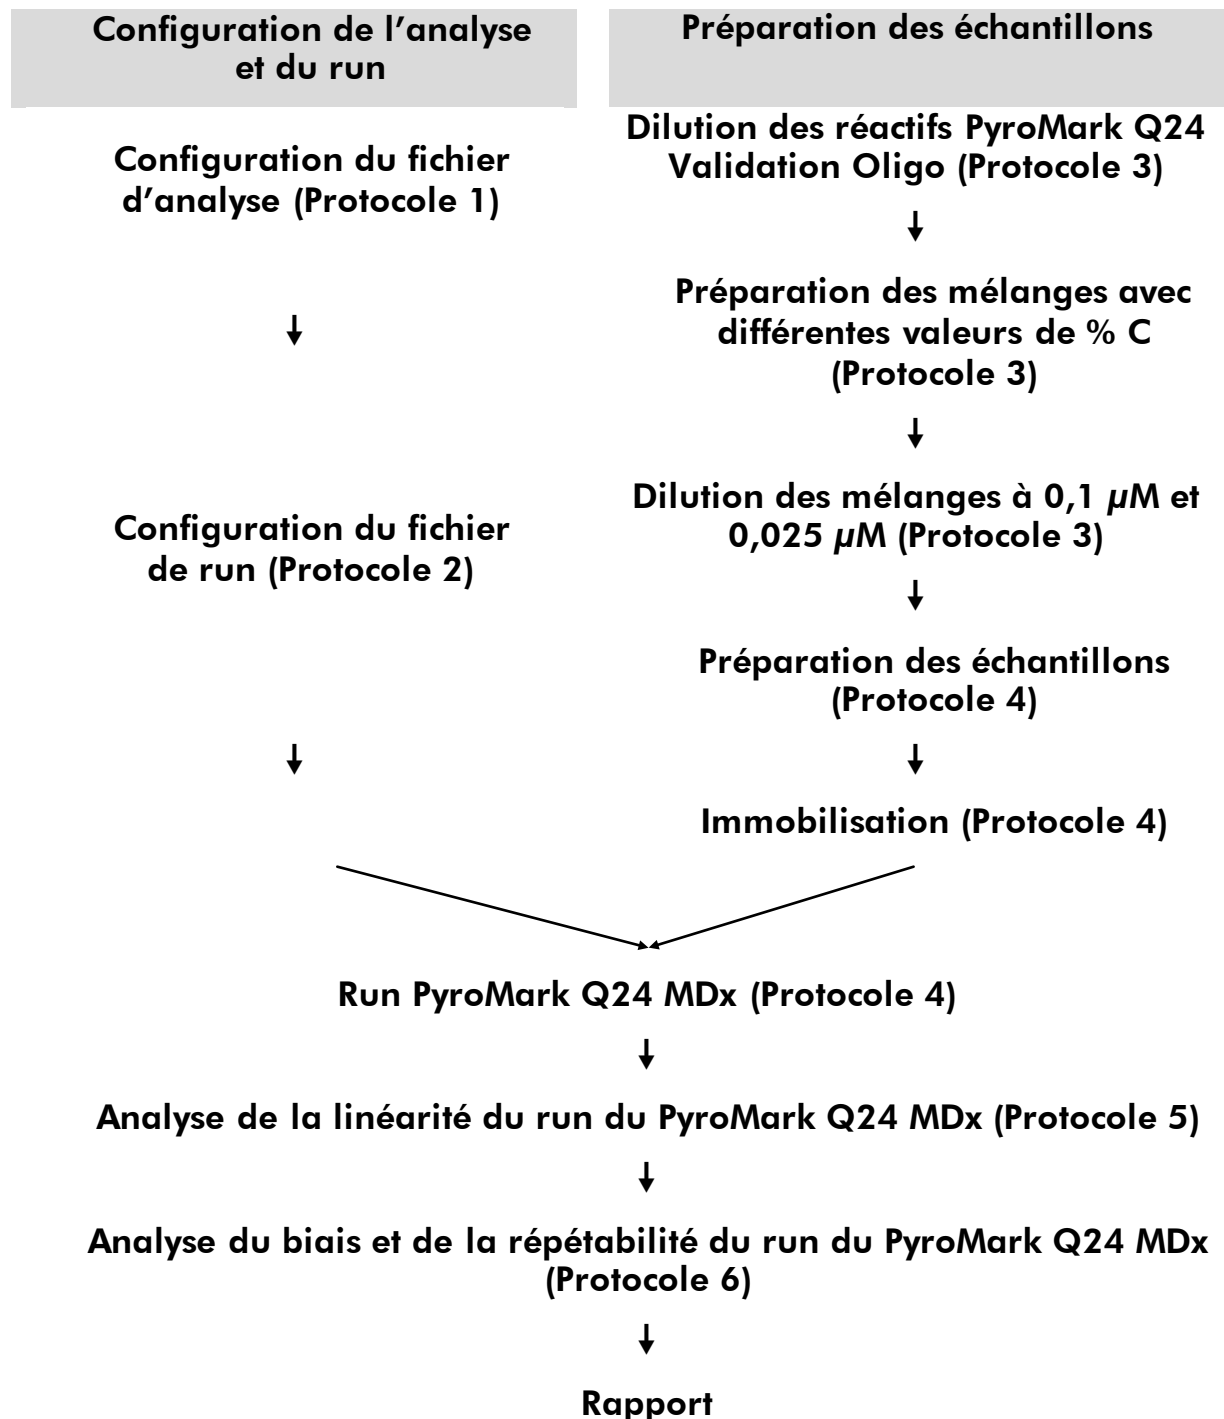 Configuration de l’analyse
et du run
Configuration du fichier
d’analyse (Protocole 1)
Configuration du fichier
de run (Protocole 2)
Préparation des échantillons
Dilution des réactifs PyroMark Q24
Validation Oligo (Protocole 3)
Préparation des mélanges avec
différentes valeurs de % C
(Protocole 3)
Dilution des mélanges à 0,1 µM et
0,025 µM (Protocole 3)
Préparation des échantillons
(Protocole 4)
Immobilisation (Protocole 4)
Run PyroMark Q24 MDx (Protocole 4)
Analyse de la linéarité du run du PyroMark Q24 MDx (Protocole 5)
Analyse du biais et de la répétabilité du run du PyroMark Q24 MDx
(Protocole 6)
Rapport